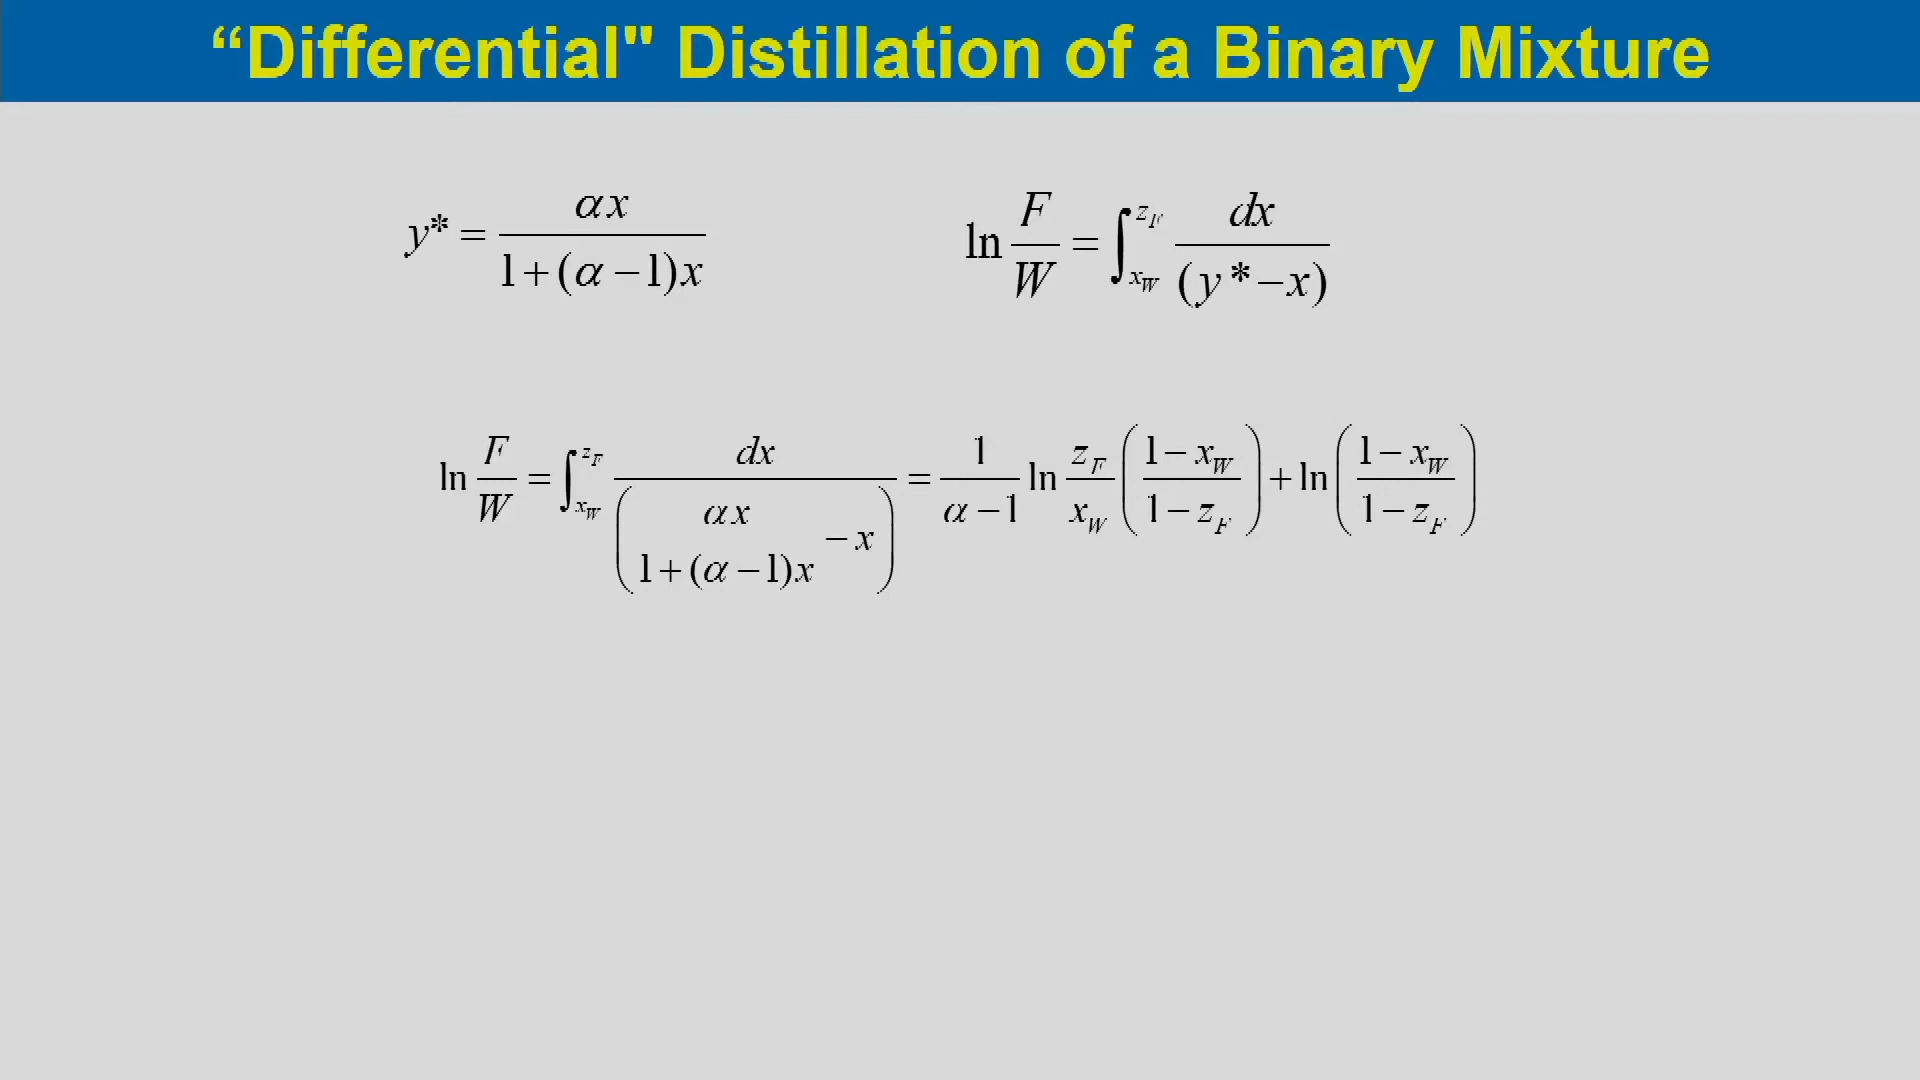 “Differential" Distillation of a Binary Mixture
y* = αx / (1+(α−1)x)
ln F/W = ∫_{x_W}^{z_F} dx / (y*−x)
ln F/W = ∫_{x_W}^{z_F} dx / (αx / 1+(α−1)x − x) = 1/(α−1) ln z_F/x_W ((1−x_W)/(1−z_F)) + ln((1−x_W)/(1−z_F))